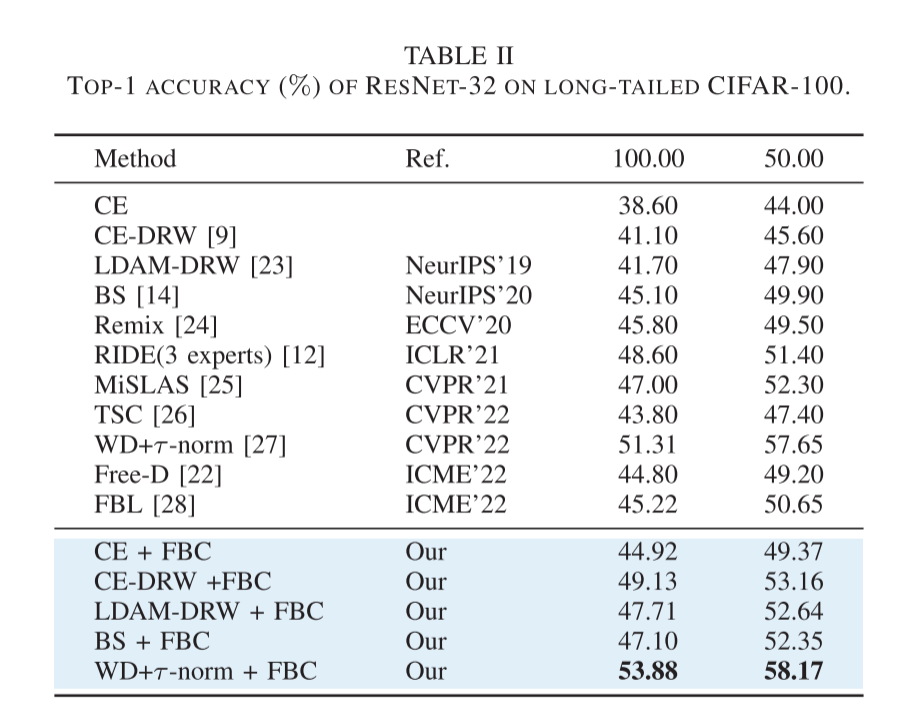 TABLE II
TOP-1 ACCURACY (%) OF RESNET-32 ON LONG-TAILED CIFAR-100.
Method Ref. 100.00 50.00
CE 38.60 44.00
CE-DRW [9] 41.10 45.60
LDAM-DRW [23] NeurIPS'19 41.70 47.90
BS [14] NeurIPS'20 45.10 49.90
Remix [24] ECCV'20 45.80 49.50
RIDE(3 experts) [12] ICLR'21 48.60 51.40
MiSLAS [25] CVPR'21 47.00 52.30
TSC [26] CVPR'22 43.80 47.40
WD+τ-norm [27] CVPR'22 51.31 57.65
Free-D [22] ICME'22 44.80 49.20
FBL [28] ICME'22 45.22 50.65
CE + FBC Our 44.92 49.37
CE-DRW +FBC Our 49.13 53.16
LDAM-DRW + FBC Our 47.71 52.64
BS + FBC Our 47.10 52.35
WD+τ-norm + FBC Our 53.88 58.17